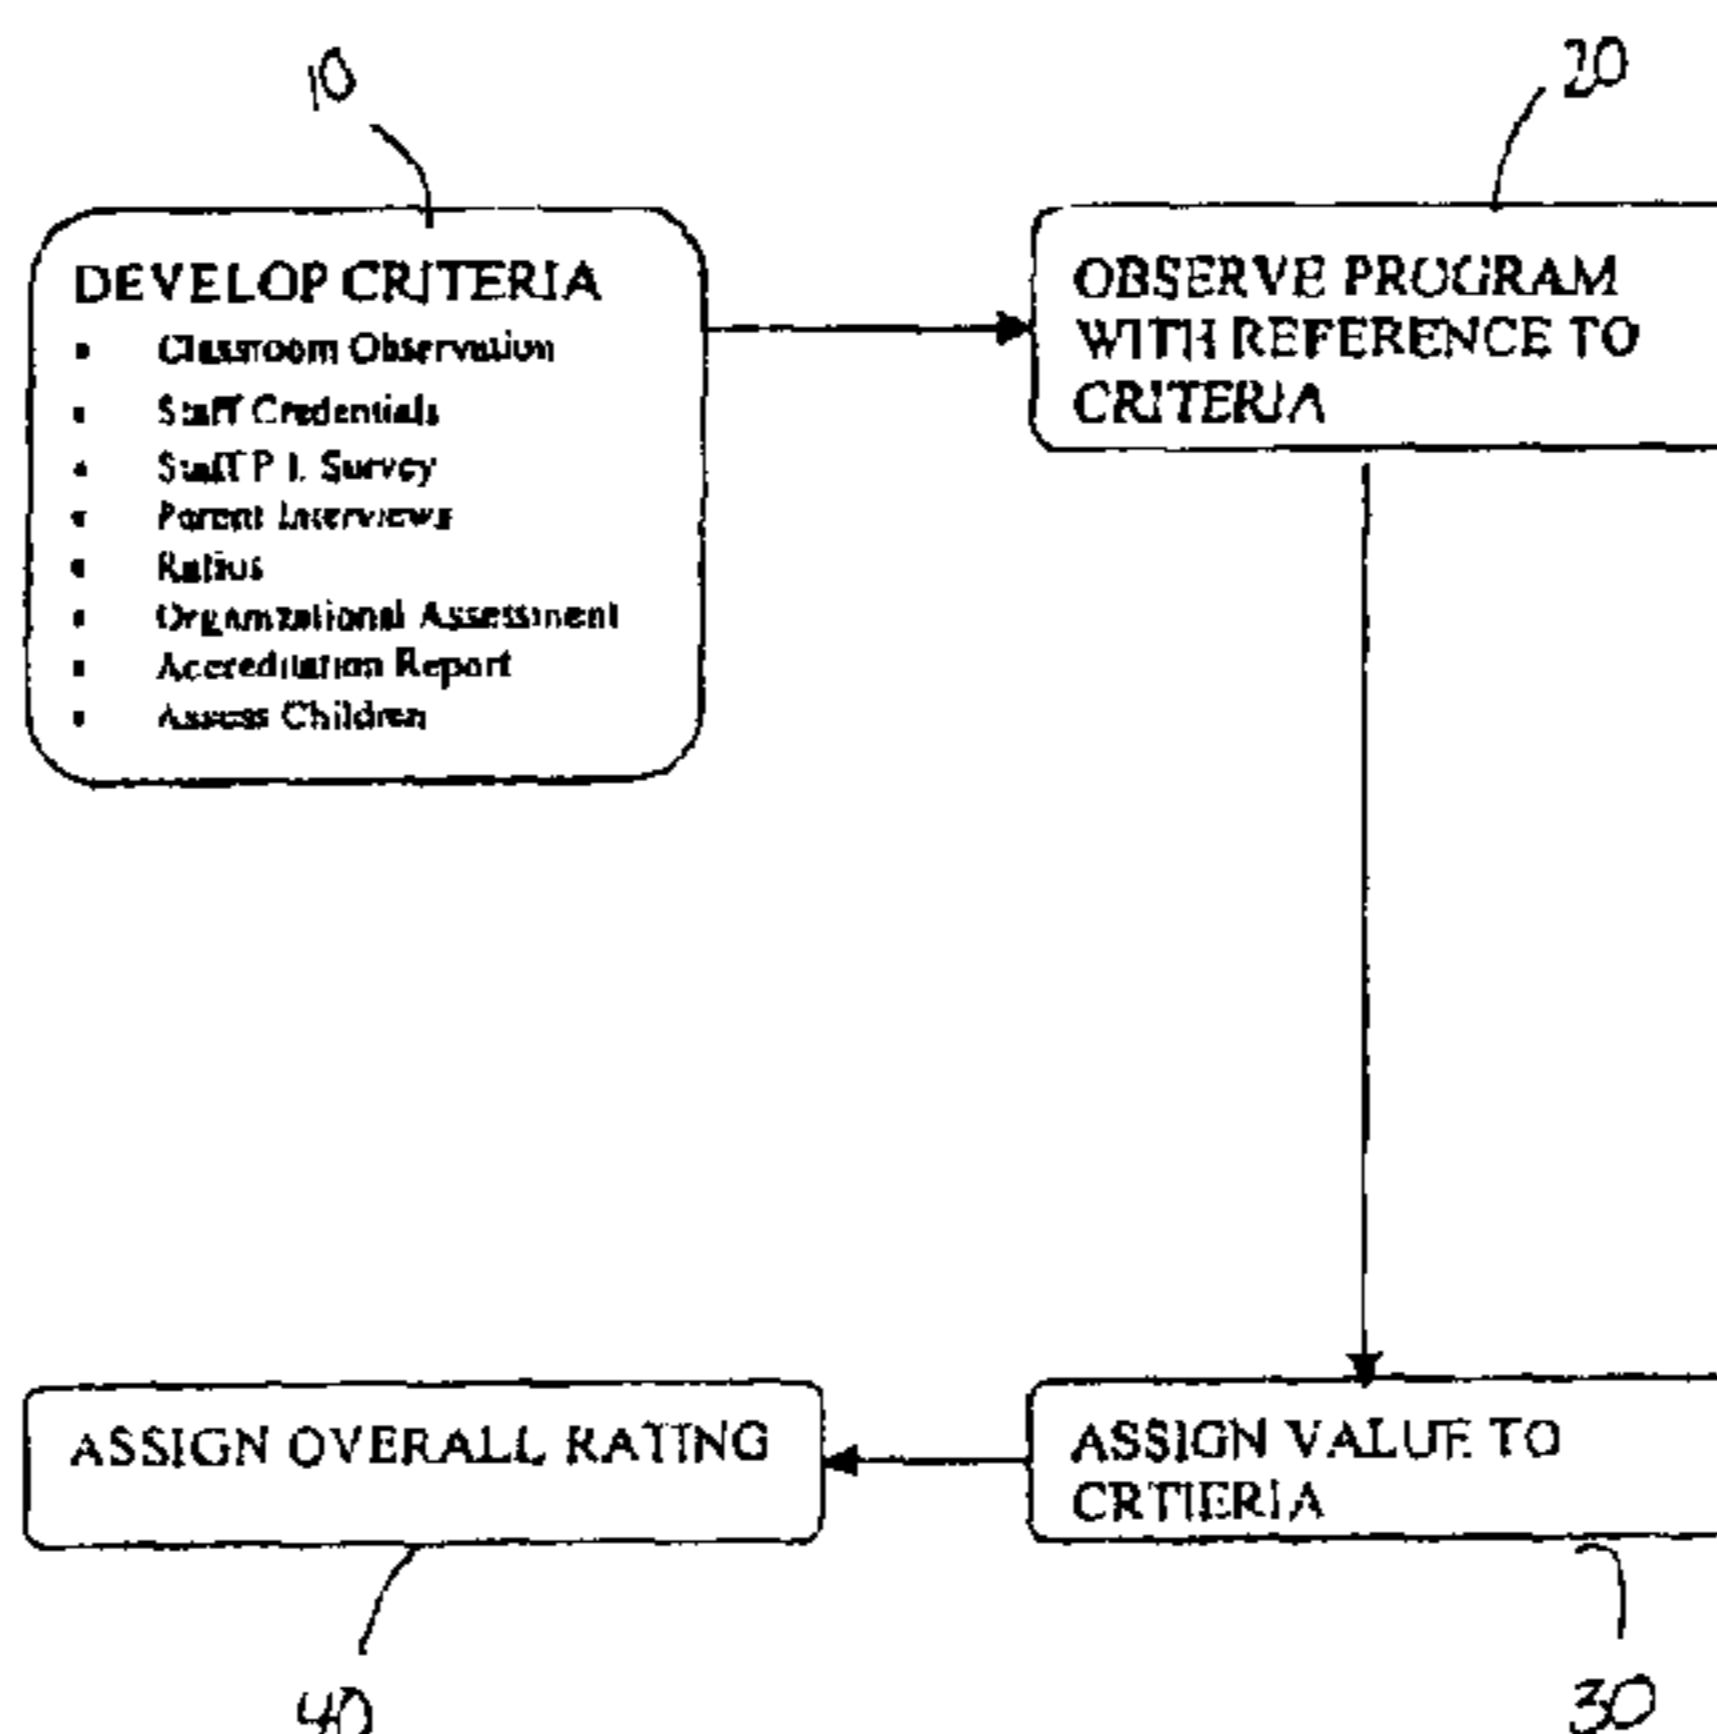 10
20
DEVELOP CRITERIA
Classroom Observation
Staff Credentials
Staff P I. Survey
Parent Interviews
Ratios
Organizational Assessment
Accreditation Report
Assess Children
OBSERVE PROGRAM
WITH REFERENCE TO
CRITERIA
ASSIGN OVERALL RATING
ASSIGN VALUE TO
CRTIERIA
40
30